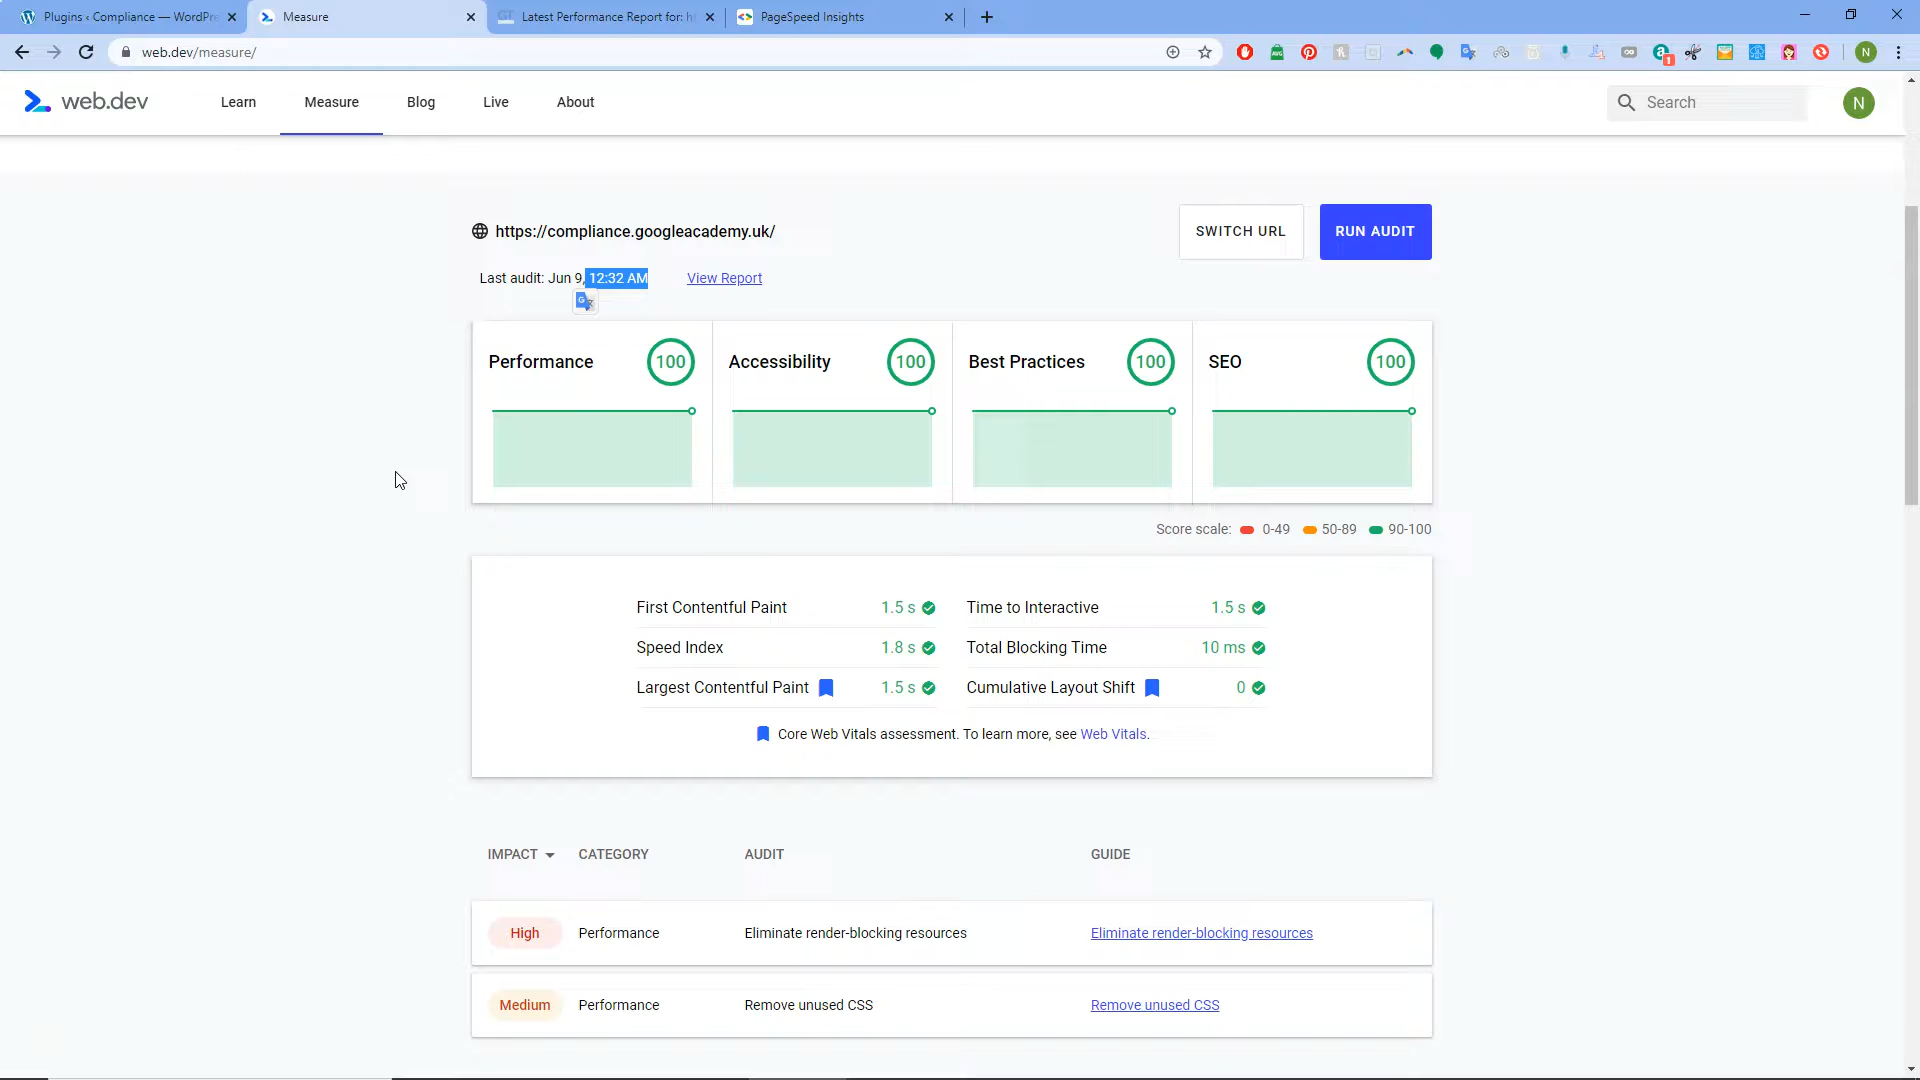 Plugins ‹ Compliance — WordPre
Measure
GT Latest Performance Report for: h
PageSpeed Insights
web.dev/measure/
1
N
web.dev
Learn
Measure
Blog
Live
About
Search
N
https://compliance.googleacademy.uk/
SWITCH URL
RUN AUDIT
Last audit: Jun 9, 12:32 AM
View Report
Performance 100
Accessibility 100
Best Practices 100
SEO 100
Score scale: 0-49 50-89 90-100
First Contentful Paint 1.5 s
Time to Interactive 1.5 s
Speed Index 1.8 s
Total Blocking Time 10 ms
Largest Contentful Paint 1.5 s
Cumulative Layout Shift 0
Core Web Vitals assessment. To learn more, see Web Vitals.
IMPACT CATEGORY AUDIT GUIDE
High Performance Eliminate render-blocking resources Eliminate render-blocking resources
Medium Performance Remove unused CSS Remove unused CSS